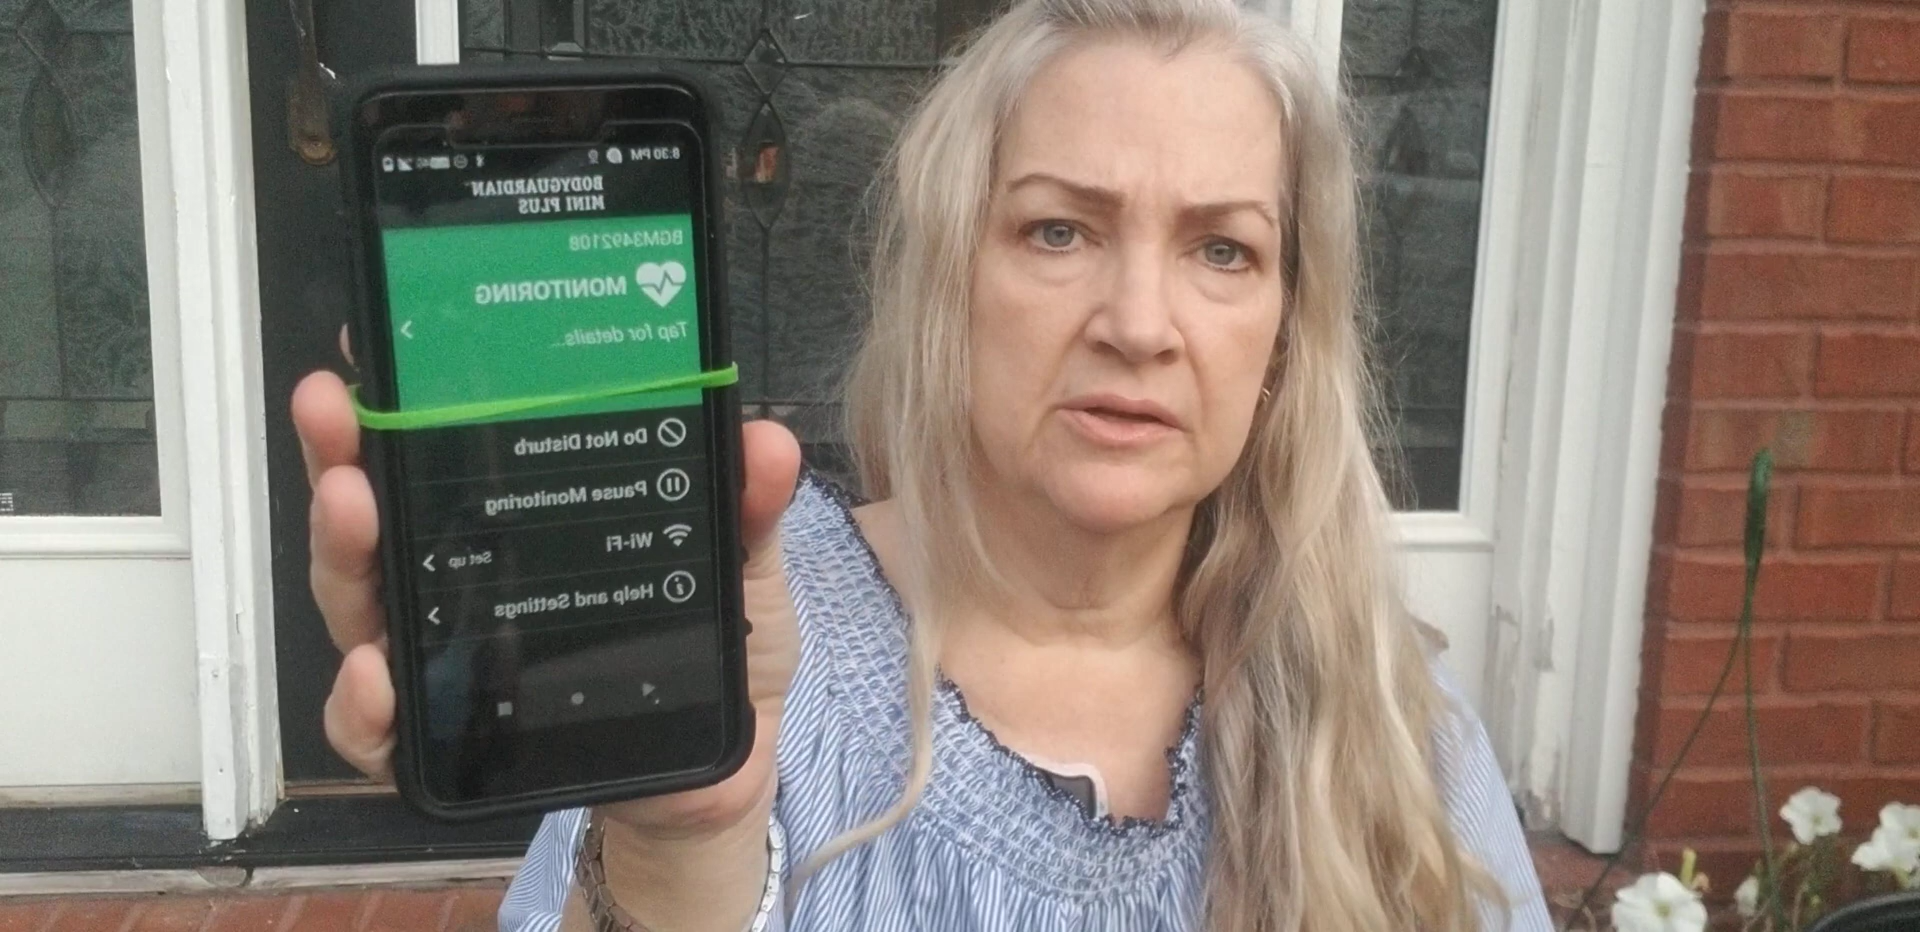 8:30 PM
BODYGUARDIAN
MINI PLUS
BGM3492108
MONITORING
Tap for details...
Do Not Disturb
Pause Monitoring
Wi-Fi Set up
Help and Settings